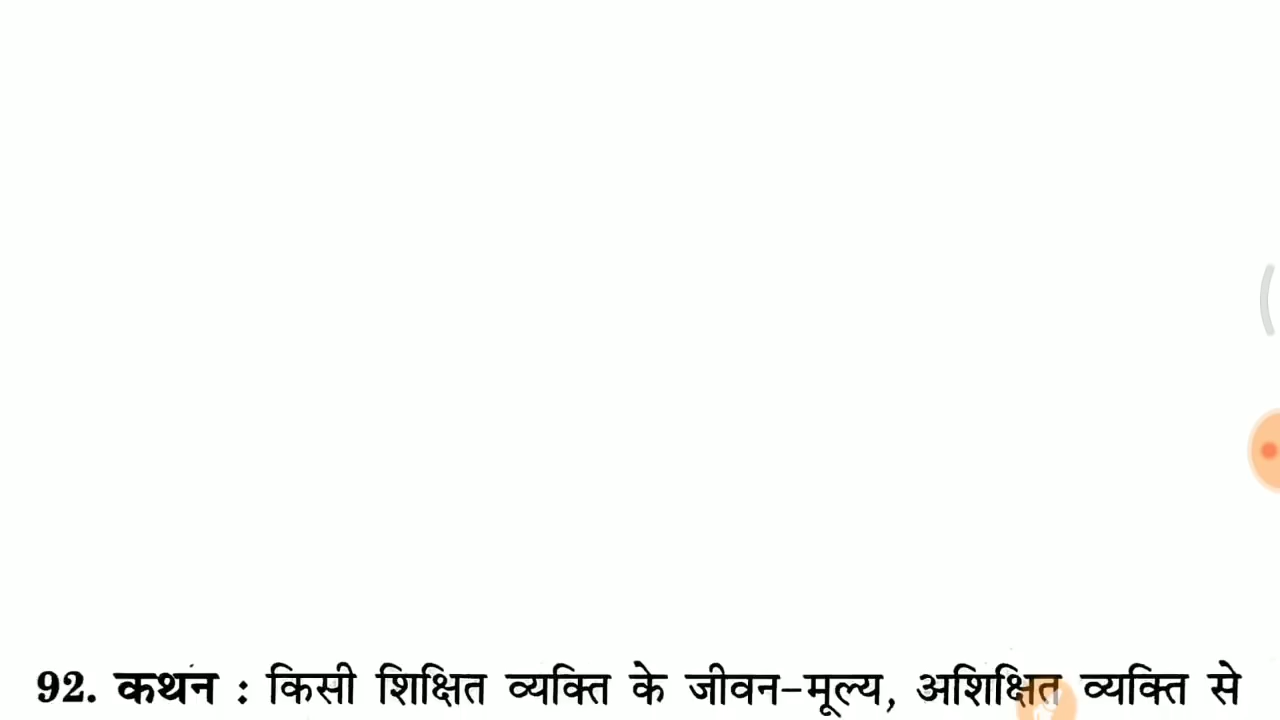 92. कथन : किसी शिक्षित व्यक्ति के जीवन-मूल्य, अशिक्षित व्यक्ति से